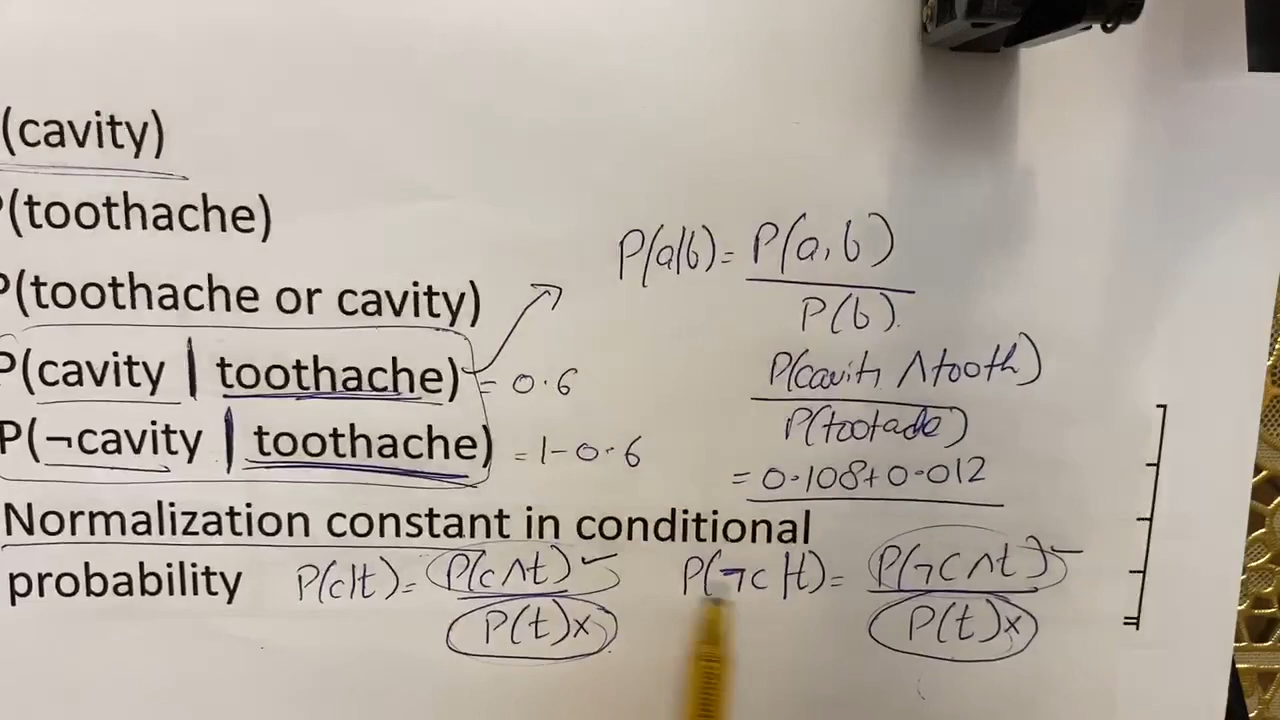 (cavity)
P(toothache)
P(a|b) = P(a, b)
P(b).
P(toothache or cavity)
P(cavity | toothache) = 0.6
P(cavity ∧ tooth)
P(tootache)
P(¬cavity | toothache) = 1-0.6
= 0.108+0.012
Normalization constant in conditional
probability
P(c|t) = P(c∧t) ✓
P(t) x
P(¬c|t) = P(¬c∧t) ✓
P(t) x